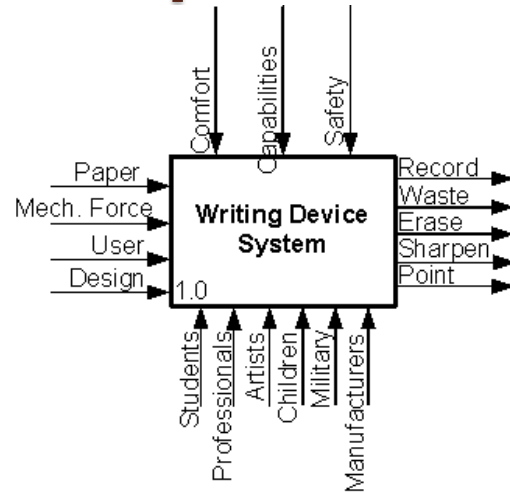 Comfort
Capabilities
Safety
Paper
Mech. Force
User
Design
Writing Device
System
1.0
Record
Waste
Erase
Sharpen
Point
Students
Professionals
Artists
Children
Military
Manufacturers